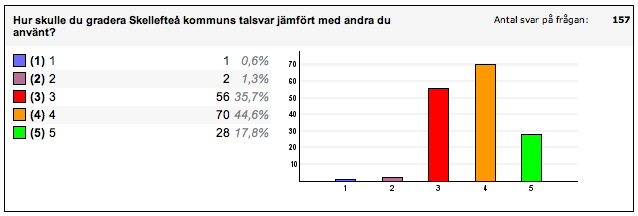 Hur skulle du gradera Skellefteå kommuns talsvar jämfört med andra du använt?
Antal svar på frågan: 157
(1) 1 1 0,6%
(2) 2 2 1,3%
(3) 3 56 35,7%
(4) 4 70 44,6%
(5) 5 28 17,8%
70
60
50
40
30
20
10
1 2 3 4 5